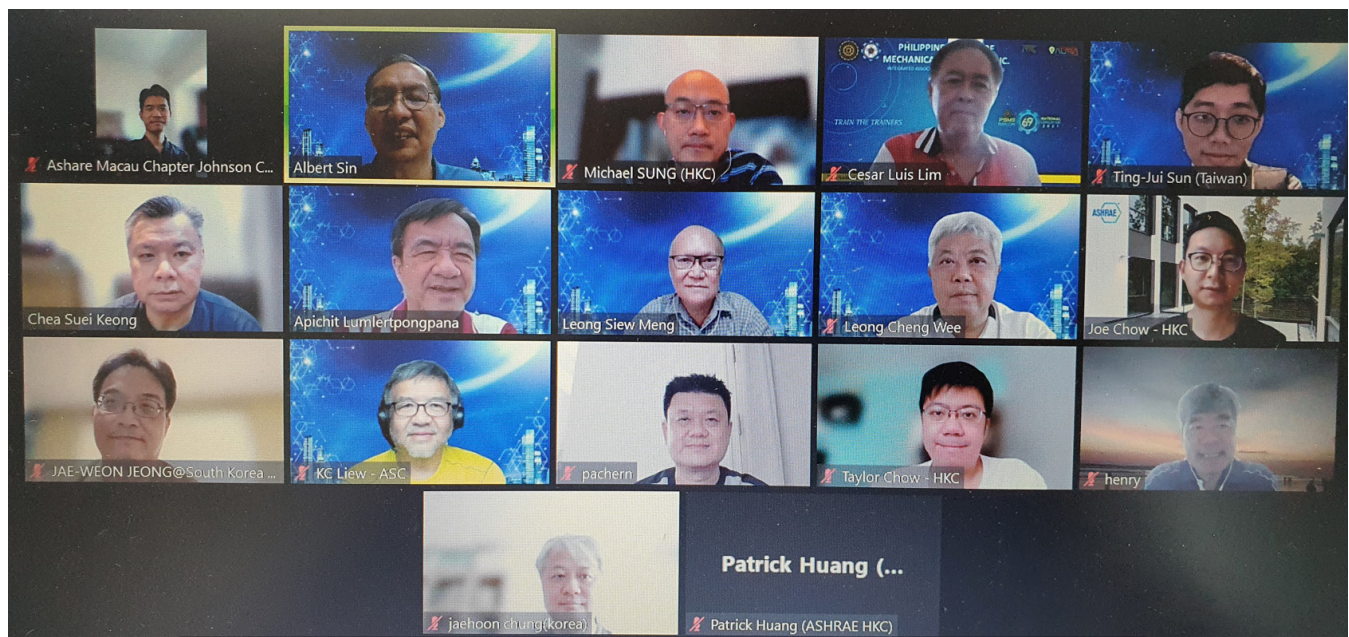 Ashare Macau Chapter Johnson C...
Albert Sin
Michael SUNG (HKC)
PHILIPPINE
MECHANICA
INC.
TRAIN THE TRAINERS
Cesar Luis Lim
Ting-Jui Sun (Taiwan)
Chea Suei Keong
Apichit Lumlertpongpana
Leong Siew Meng
Leong Cheng Wee
ASHRAE
Joe Chow - HKC
JAE-WEON JEONG@South Korea ...
KC Liew - ASC
pachern
Taylor Chow - HKC
henry
jaehoon chung(korea)
Patrick Huang (...
Patrick Huang (ASHRAE HKC)